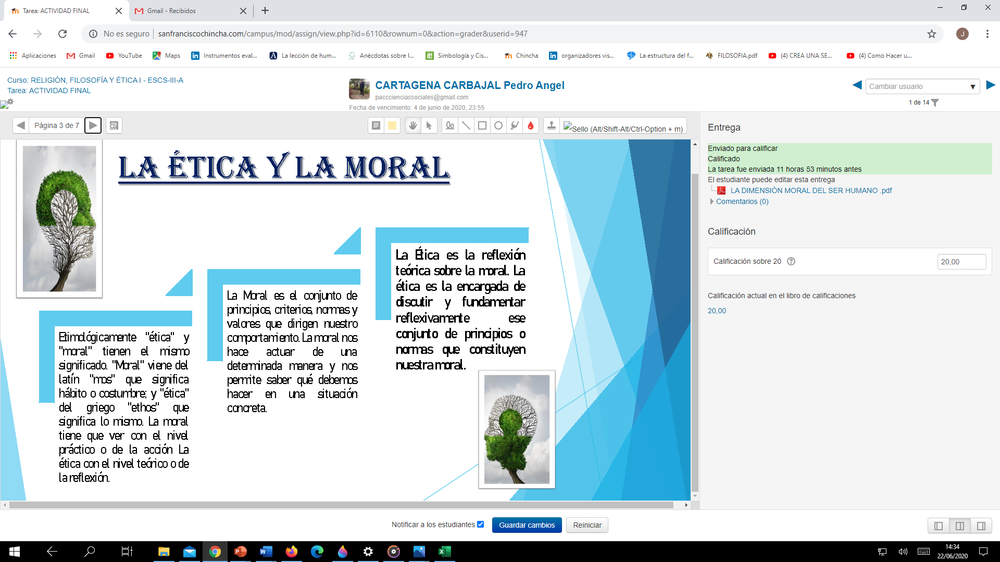 Tarea: ACTIVIDAD FINAL
Gmail - Recibidos
No es seguro
sanfranciscochincha.com/campus/mod/assign/view.php?id=6110&rownum=0&action=grader&userid=947
J
Aplicaciones
Gmail
YouTube
Maps
Instrumentos eval...
La lección de hum...
Anécdotas sobre l...
Simbología y Cis...
Chincha
organizadores vis...
La estructura del f...
FILOSOFIA.pdf
(4) CREA UNA SE...
(4) Como Hacer u...
Curso: RELIGIÓN, FILOSOFÍA Y ÉTICA I - ESCS-III-A
Tarea: ACTIVIDAD FINAL
CARTAGENA CARBAJAL Pedro Angel
paccciencias​sociales@gmail.com
Fecha de vencimiento: 4 de junio de 2020, 23:55
Cambiar usuario
1 de 14
Página 3 de 7
Sello (Alt/Shift-Alt/Ctrl-Option + m)
LA ÉTICA Y LA MORAL
Etimológicamente "ética" y
"moral" tienen el mismo
significado. "Moral" viene del
latín "mos" que significa
hábito o costumbre; y "ética"
del griego "ethos" que
significa lo mismo. La moral
tiene que ver con el nivel
práctico o de la acción La
ética con el nivel teórico o de
la reflexión.
La Moral es el conjunto de
principios, criterios, normas y
valores que dirigen nuestro
comportamiento. La moral nos
hace actuar de una
determinada manera y nos
permite saber qué debemos
hacer en una situación
concreta.
La Ética es la reflexión
teórica sobre la moral. La
ética es la encargada de
discutir y fundamentar
reflexivamente ese
conjunto de principios o
normas que constituyen
nuestra moral.
Entrega
Enviado para calificar
Calificado
La tarea fue enviada 11 horas 53 minutos antes
El estudiante puede editar esta entrega
LA DIMENSIÓN MORAL DEL SER HUMANO .pdf
Comentarios (0)
Calificación
Calificación sobre 20
20,00
Calificación actual en el libro de calificaciones
20,00
Notificar a los estudiantes
Guardar cambios
Reiniciar
14:34
22/06/2020